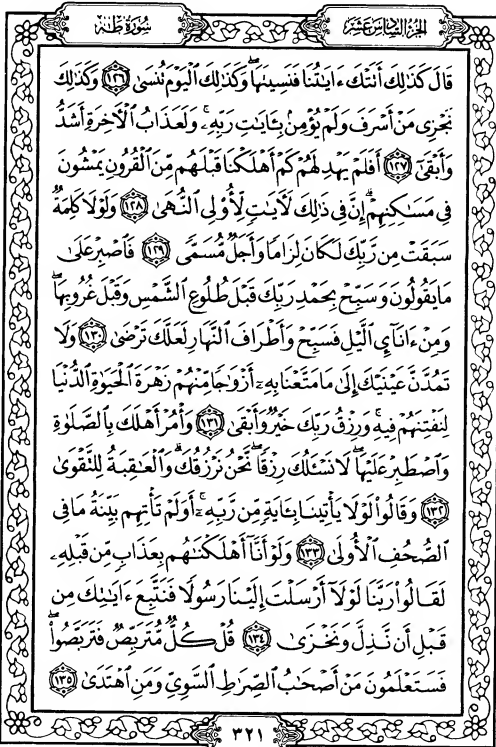 الجزء السادس عشر
سورة طه
قَالَ كَذَٰلِكَ أَتَتْكَ ءَايَٰتُنَا فَنَسِيتَهَا ۖ وَكَذَٰلِكَ ٱلْيَوْمَ تُنسَىٰ ١٢٦ وَكَذَٰلِكَ
نَجْزِى مَنْ أَسْرَفَ وَلَمْ يُؤْمِنۢ بِـَٔايَٰتِ رَبِّهِۦ ۚ وَلَعَذَابُ ٱلْـَٔاخِرَةِ أَشَدُّ
وَأَبْقَىٰٓ ١٢٧ أَفَلَمْ يَهْدِ لَهُمْ كَمْ أَهْلَكْنَا قَبْلَهُم مِّنَ ٱلْقُرُونِ يَمْشُونَ
فِى مَسَٰكِنِهِمْ ۗ إِنَّ فِى ذَٰلِكَ لَـَٔايَٰتٍ لِّأُو۟لِى ٱلنُّهَىٰ ١٢٨ وَلَوْلَا كَلِمَةٌ
سَبَقَتْ مِن رَّبِّكَ لَكَانَ لِزَامًا وَأَجَلٌ مُّسَمًّى ١٢٩ فَٱصْبِرْ عَلَىٰ
مَا يَقُولُونَ وَسَبِّحْ بِحَمْدِ رَبِّكَ قَبْلَ طُلُوعِ ٱلشَّمْسِ وَقَبْلَ غُرُوبِهَا ۖ
وَمِنْ ءَانَآئِ ٱلَّيْلِ فَسَبِّحْ وَأَطْرَافَ ٱلنَّهَارِ لَعَلَّكَ تَرْضَىٰ ١٣٠ وَلَا
تَمُدَّنَّ عَيْنَيْكَ إِلَىٰ مَا مَتَّعْنَا بِهِۦٓ أَزْوَٰجًا مِّنْهُمْ زَهْرَةَ ٱلْحَيَوٰةِ ٱلدُّنْيَا
لِنَفْتِنَهُمْ فِيهِ ۚ وَرِزْقُ رَبِّكَ خَيْرٌ وَأَبْقَىٰ ١٣١ وَأْمُرْ أَهْلَكَ بِٱلصَّلَوٰةِ
وَٱصْطَبِرْ عَلَيْهَا ۖ لَا نَسْـَٔلُكَ رِزْقًا ۖ نَّحْنُ نَرْزُقُكَ ۗ وَٱلْعَٰقِبَةُ لِلتَّقْوَىٰ
١٣٢ وَقَالُوا۟ لَوْلَا يَأْتِينَا بِـَٔايَةٍ مِّن رَّبِّهِۦٓ ۚ أَوَلَمْ تَأْتِهِم بَيِّنَةُ مَا فِى
ٱلصُّحُفِ ٱلْأُولَىٰ ١٣٣ وَلَوْ أَنَّآ أَهْلَكْنَٰهُم بِعَذَابٍ مِّن قَبْلِهِۦ
لَقَالُوا۟ رَبَّنَا لَوْلَآ أَرْسَلْتَ إِلَيْنَا رَسُولًا فَنَتَّبِعَ ءَايَٰتِكَ مِن
قَبْلِ أَن نَّذِلَّ وَنَخْزَىٰ ١٣٤ قُلْ كُلٌّ مُّتَرَبِّصٌ فَتَرَبَّصُوا۟ ۖ
فَسَتَعْلَمُونَ مَنْ أَصْحَٰبُ ٱلصِّرَٰطِ ٱلسَّوِىِّ وَمَنِ ٱهْتَدَىٰ ١٣٥
٣٢١